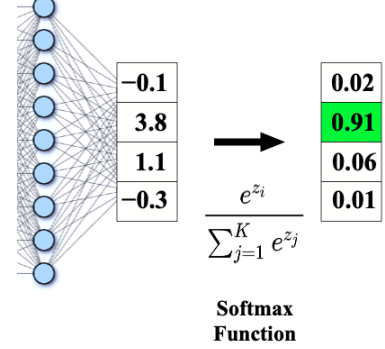 −0.1
3.8
1.1
−0.3
e^{z_i}
∑_{j=1}^{K} e^{z_j}
Softmax
Function
0.02
0.91
0.06
0.01